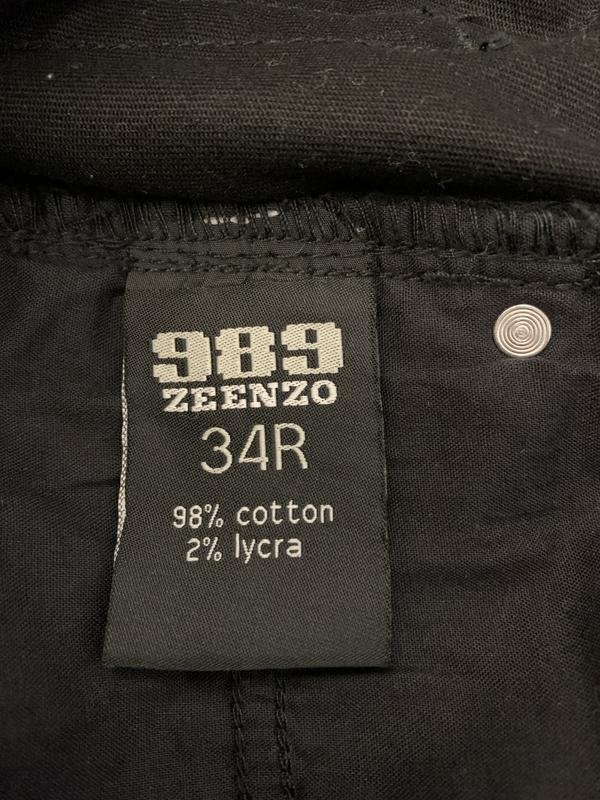 989
ZEENZO
34R
98% cotton
2% lycra